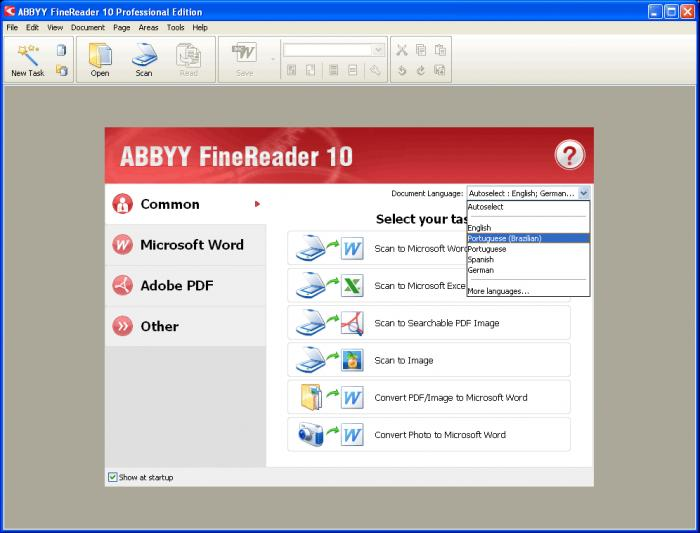 ABBYY FineReader 10 Professional Edition
File Edit View Document Page Areas Tools Help
New Task Open Scan Read Save
ABBYY FineReader 10
?
Document Language: Autoselect : English; German...
Autoselect
English
Portuguese (Brazilian)
Portuguese
Spanish
German
More languages...
Common
Microsoft Word
Adobe PDF
Other
Select your tas
Scan to Microsoft Word
Scan to Microsoft Exce
Scan to Searchable PDF Image
Scan to Image
Convert PDF/Image to Microsoft Word
Convert Photo to Microsoft Word
Show at startup